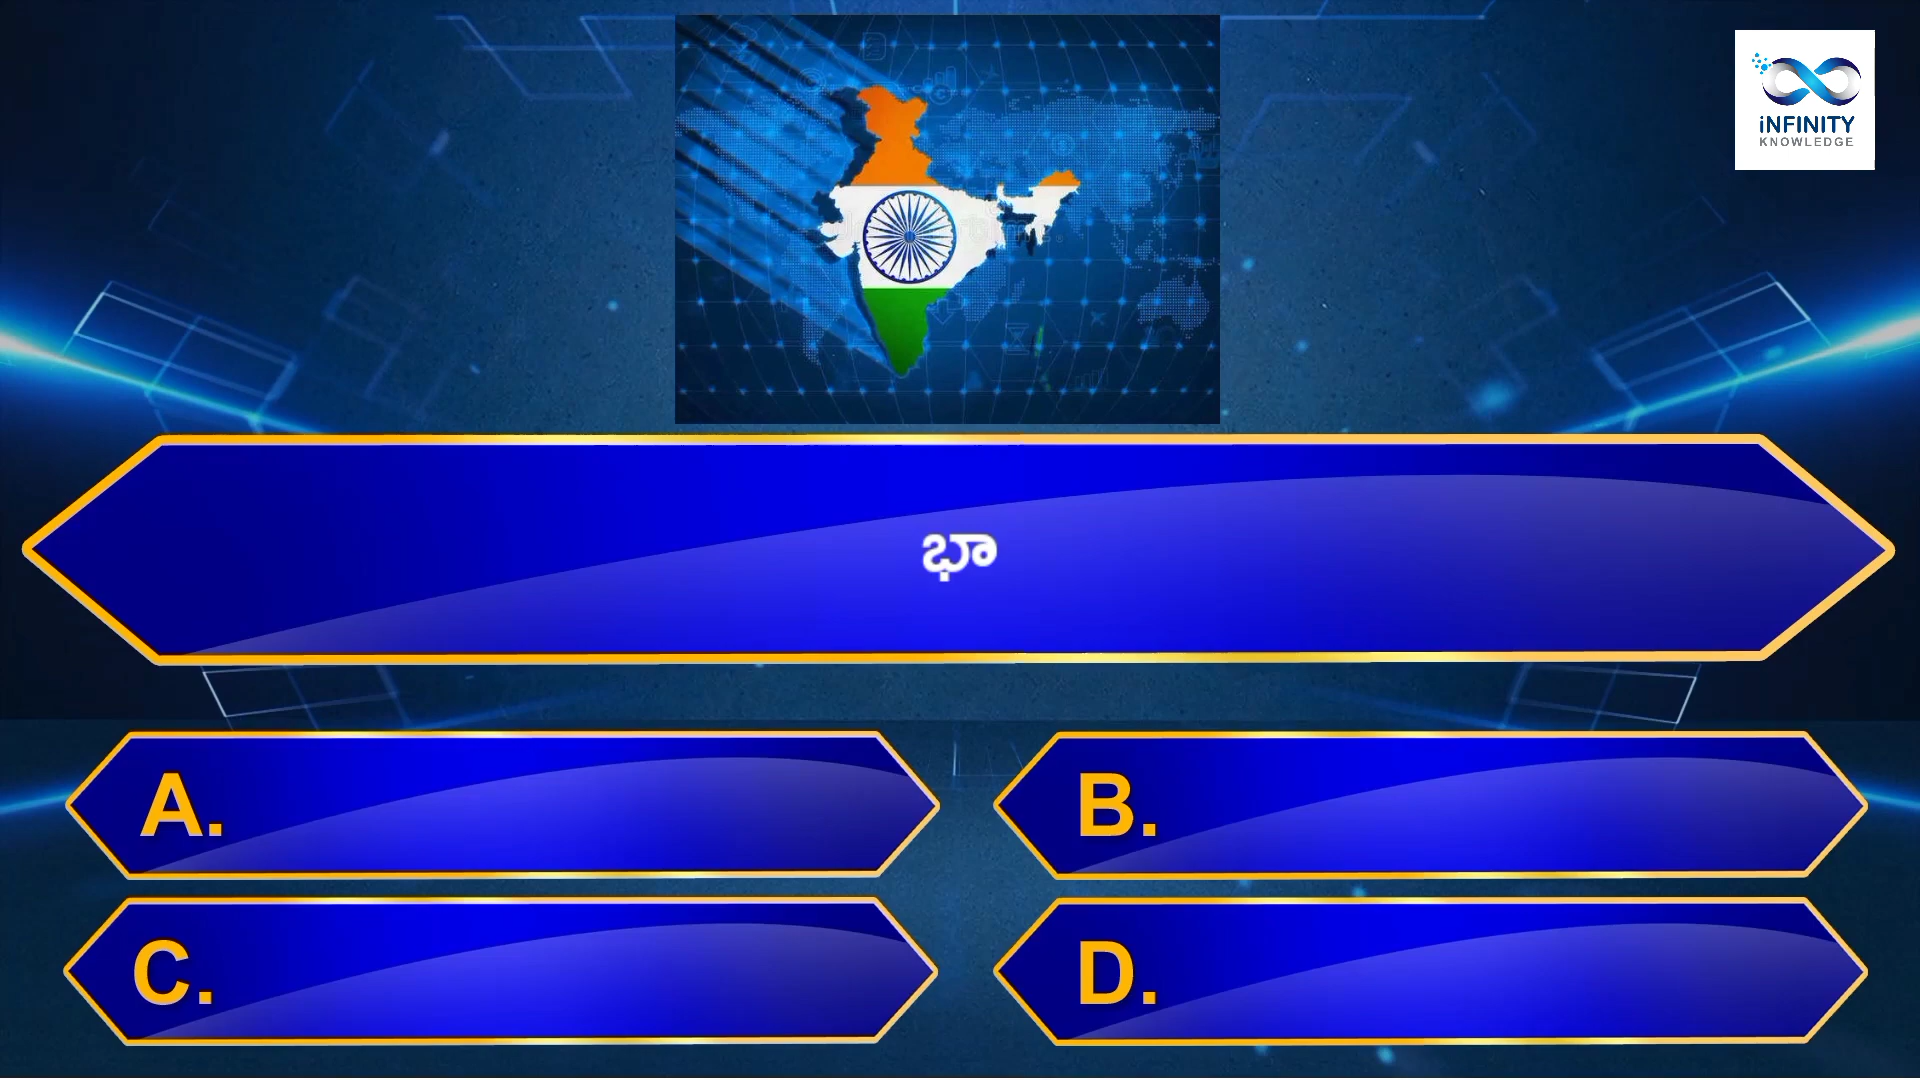 iNFINITY
KNOWLEDGE
భా
A.
B.
C.
D.